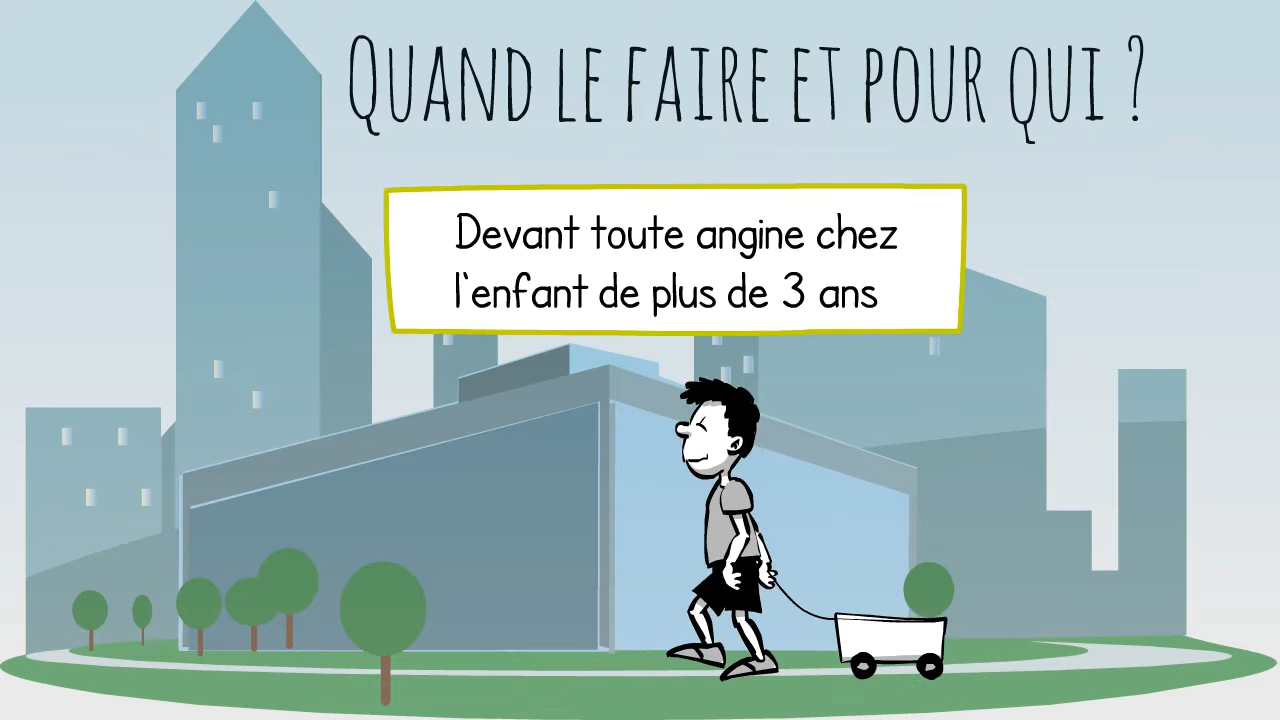 Quand le faire et pour qui ?
Devant toute angine chez
l'enfant de plus de 3 ans